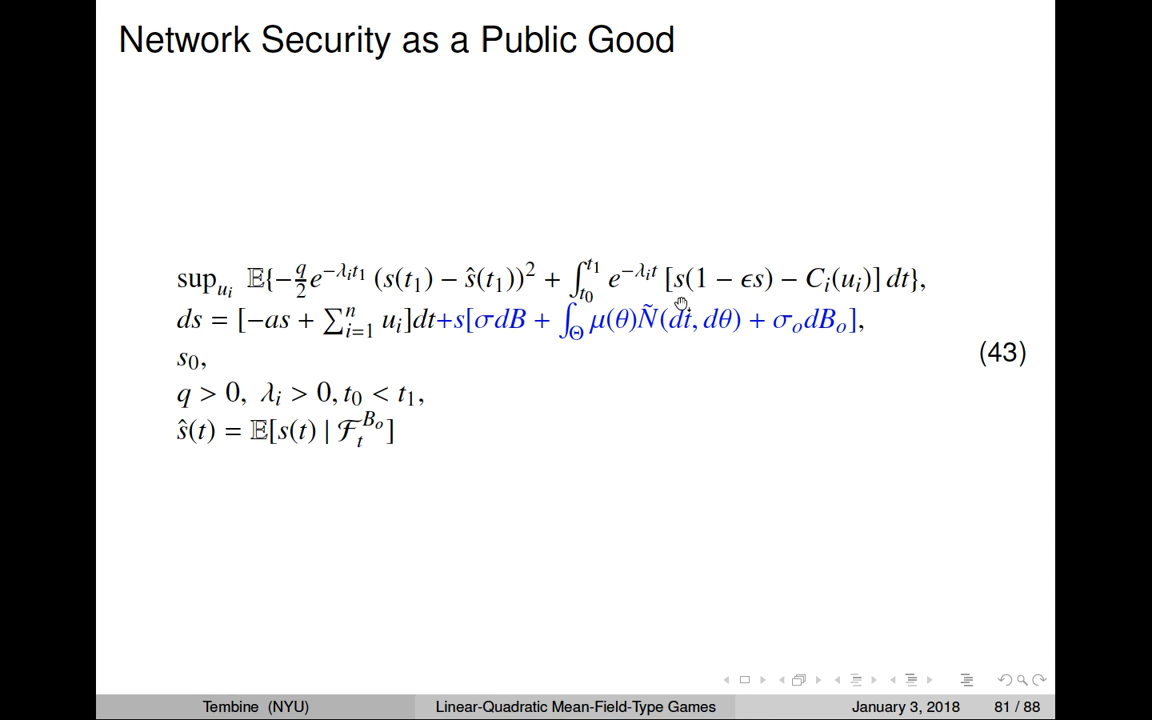 Network Security as a Public Good
sup_{u_i} 𝔼{−\frac{q}{2}e^{−λ_i t_1} (s(t_1) − ŝ(t_1))^2 + ∫_{t_0}^{t_1} e^{−λ_i t} [s(1 − ϵs) − C_i(u_i)] dt},
ds = [−as + ∑_{i=1}^{n} u_i]dt+s[σdB + ∫_Θ μ(θ)Ñ(dt, dθ) + σ_o dB_o],
s_0,
(43)
q > 0, λ_i > 0, t_0 < t_1,
ŝ(t) = 𝔼[s(t) | ℱ_t^{B_o}]
Tembine (NYU) Linear-Quadratic Mean-Field-Type Games January 3, 2018 81 / 88